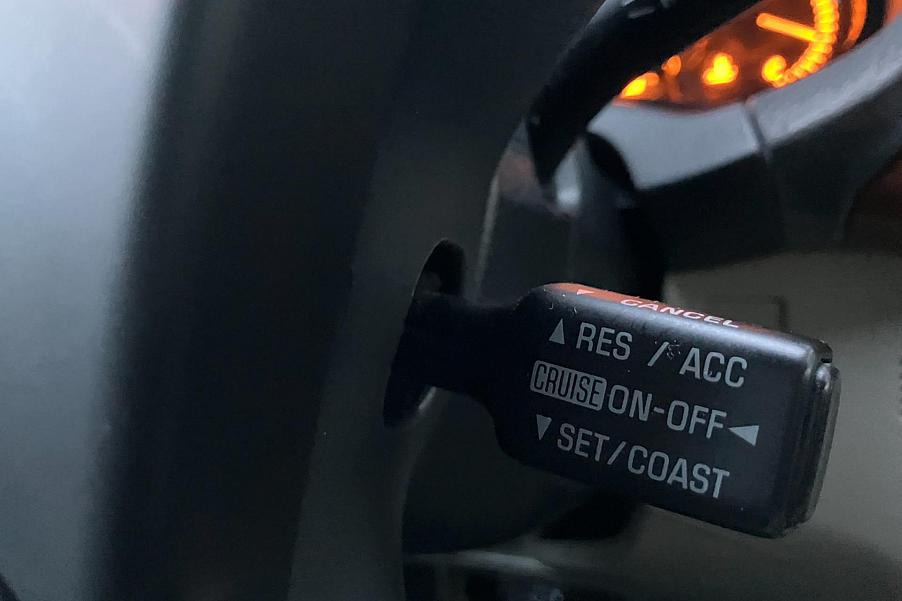 ▼ CANCEL
▲ RES / ACC
CRUISE ON-OFF ◀
▼ SET/COAST